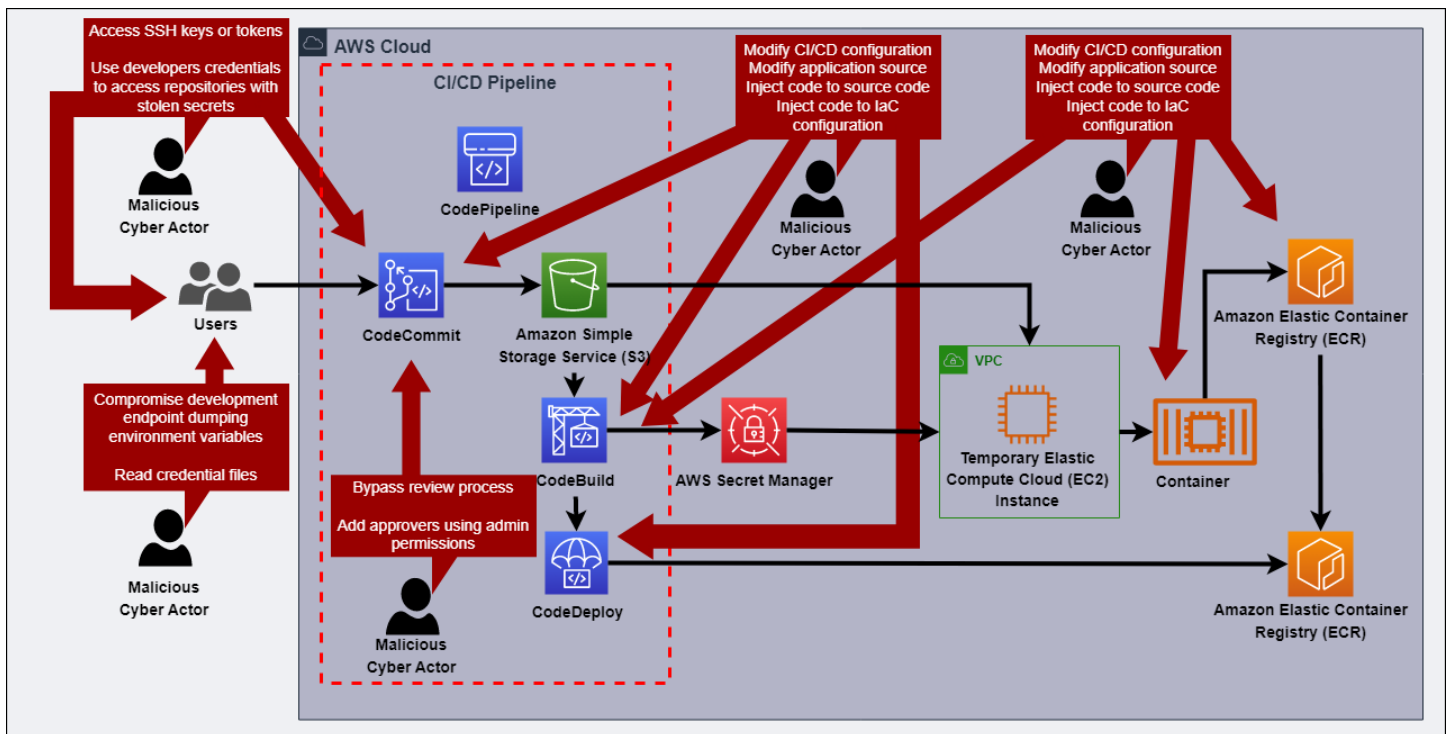 Access SSH keys or tokens
Use developers credentials
to access repositories with
stolen secrets
Malicious
Cyber Actor
Users
Compromise development
endpoint dumping
environment variables
Read credential files
Malicious
Cyber Actor
AWS Cloud
CI/CD Pipeline
CodePipeline
CodeCommit
Amazon Simple
Storage Service (S3)
CodeBuild
Bypass review process
Add approvers using admin
permissions
CodeDeploy
Malicious
Cyber Actor
Modify CI/CD configuration
Modify application source
Inject code to source code
Inject code to IaC
configuration
Malicious
Cyber Actor
Modify CI/CD configuration
Modify application source
Inject code to source code
Inject code to IaC
configuration
Malicious
Cyber Actor
AWS Secret Manager
VPC
Temporary Elastic
Compute Cloud (EC2)
Instance
Container
Amazon Elastic Container
Registry (ECR)
Amazon Elastic Container
Registry (ECR)